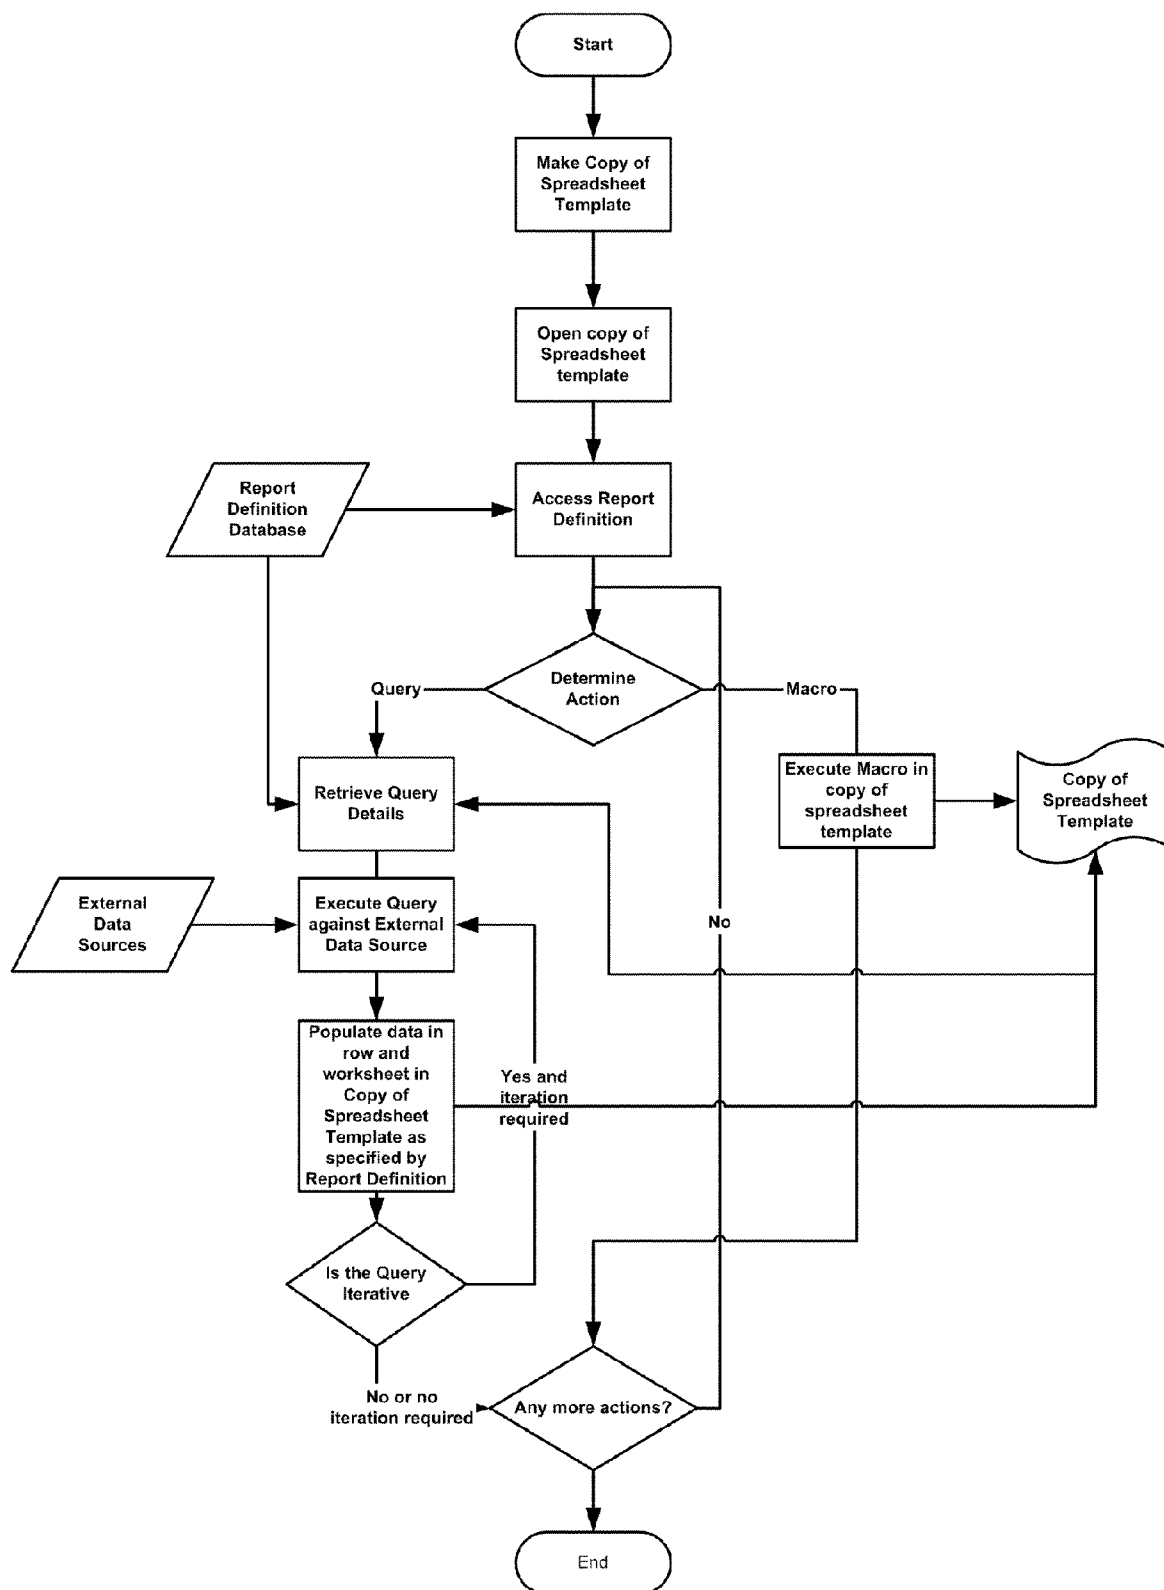 Start
Make Copy of
Spreadsheet
Template
Open copy of
Spreadsheet
template
Report
Definition
Database
Access Report
Definition
Determine
Action
Query
Macro
Retrieve Query
Details
Execute Macro in
copy of
spreadsheet
template
Copy of
Spreadsheet
Template
External
Data
Sources
Execute Query
against External
Data Source
No
Populate data in
row and
worksheet in
Copy of
Spreadsheet
Template as
specified by
Report Definition
Yes and
iteration
required
Is the Query
Iterative
No or no
iteration required
Any more actions?
End